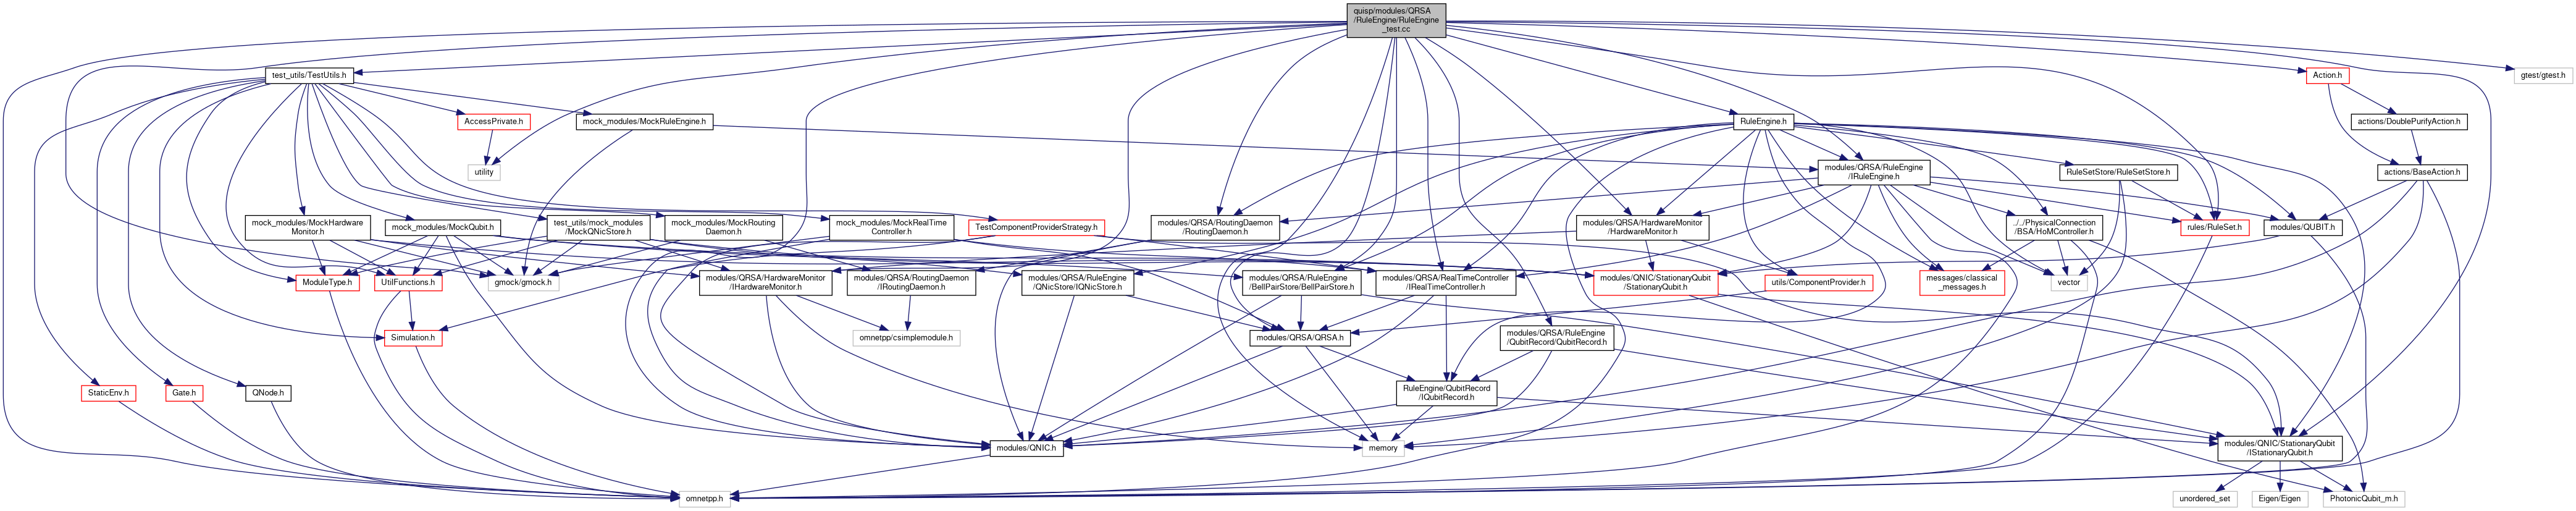 quisp/modules/QRSA
/RuleEngine/RuleEngine
_test.cc
test_utils/TestUtils.h
Action.h
gtest/gtest.h
AccessPrivate.h
mock_modules/MockRuleEngine.h
RuleEngine.h
actions/DoublePurifyAction.h
utility
modules/QRSA/RuleEngine
/IRuleEngine.h
RuleSetStore/RuleSetStore.h
actions/BaseAction.h
mock_modules/MockHardware
Monitor.h
mock_modules/MockQubit.h
test_utils/mock_modules
/MockQNicStore.h
mock_modules/MockRouting
Daemon.h
mock_modules/MockRealTime
Controller.h
TestComponentProviderStrategy.h
modules/QRSA/RoutingDaemon
/RoutingDaemon.h
modules/QRSA/HardwareMonitor
/HardwareMonitor.h
../../PhysicalConnection
/BSA/HoMController.h
rules/RuleSet.h
modules/QUBIT.h
ModuleType.h
UtilFunctions.h
gmock/gmock.h
modules/QRSA/HardwareMonitor
/IHardwareMonitor.h
modules/QRSA/RoutingDaemon
/IRoutingDaemon.h
modules/QRSA/RuleEngine
/QNicStore/IQNicStore.h
modules/QRSA/RuleEngine
/BellPairStore/BellPairStore.h
modules/QRSA/RealTimeController
/IRealTimeController.h
modules/QNIC/StationaryQubit
/StationaryQubit.h
utils/ComponentProvider.h
messages/classical
_messages.h
vector
Simulation.h
omnetpp/csimplemodule.h
modules/QRSA/QRSA.h
modules/QRSA/RuleEngine
/QubitRecord/QubitRecord.h
StaticEnv.h
Gate.h
QNode.h
RuleEngine/QubitRecord
/IQubitRecord.h
modules/QNIC.h
memory
modules/QNIC/StationaryQubit
/IStationaryQubit.h
omnetpp.h
unordered_set
Eigen/Eigen
PhotonicQubit_m.h